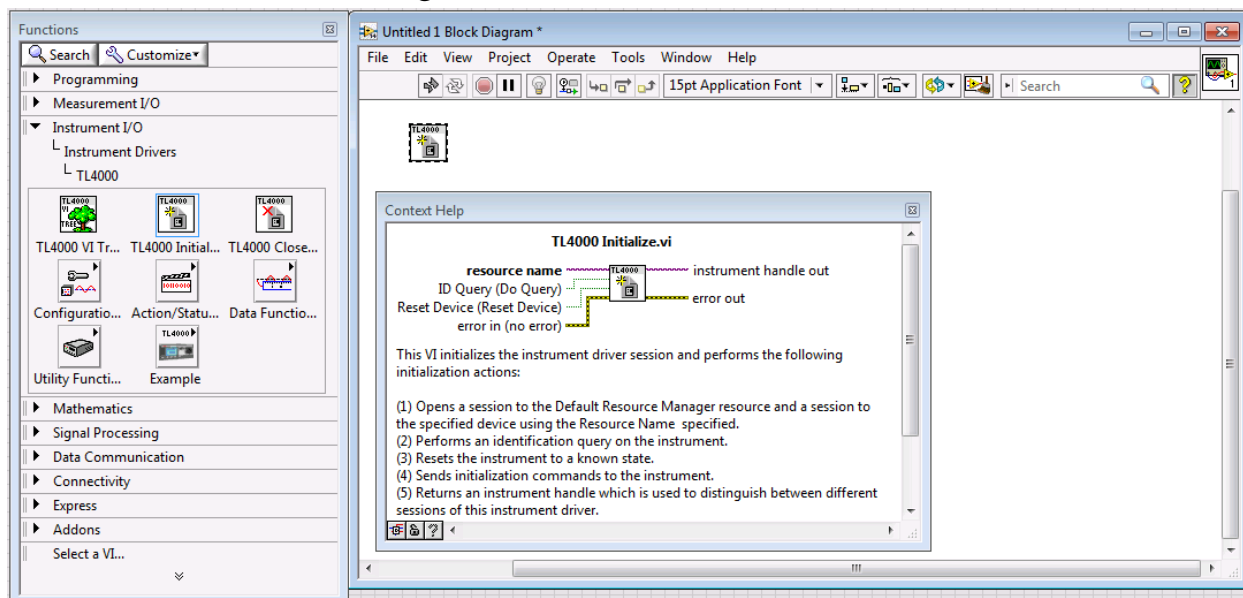 Functions
Search Customize
Programming
Measurement I/O
Instrument I/O
Instrument Drivers
TL4000
TL4000 VI TREE
TL4000
TL4000
TL4000 VI Tr... TL4000 Initial... TL4000 Close...
Configuratio... Action/Statu... Data Functio...
TL4000
Utility Functi... Example
Mathematics
Signal Processing
Data Communication
Connectivity
Express
Addons
Select a VI...
Untitled 1 Block Diagram *
File Edit View Project Operate Tools Window Help
15pt Application Font Search ? 1
TL4000
Context Help
TL4000 Initialize.vi
resource name TL4000 instrument handle out
ID Query (Do Query)
error out
Reset Device (Reset Device)
error in (no error)
This VI initializes the instrument driver session and performs the following
initialization actions:
(1) Opens a session to the Default Resource Manager resource and a session to
the specified device using the Resource Name specified.
(2) Performs an identification query on the instrument.
(3) Resets the instrument to a known state.
(4) Sends initialization commands to the instrument.
(5) Returns an instrument handle which is used to distinguish between different
sessions of this instrument driver.
?